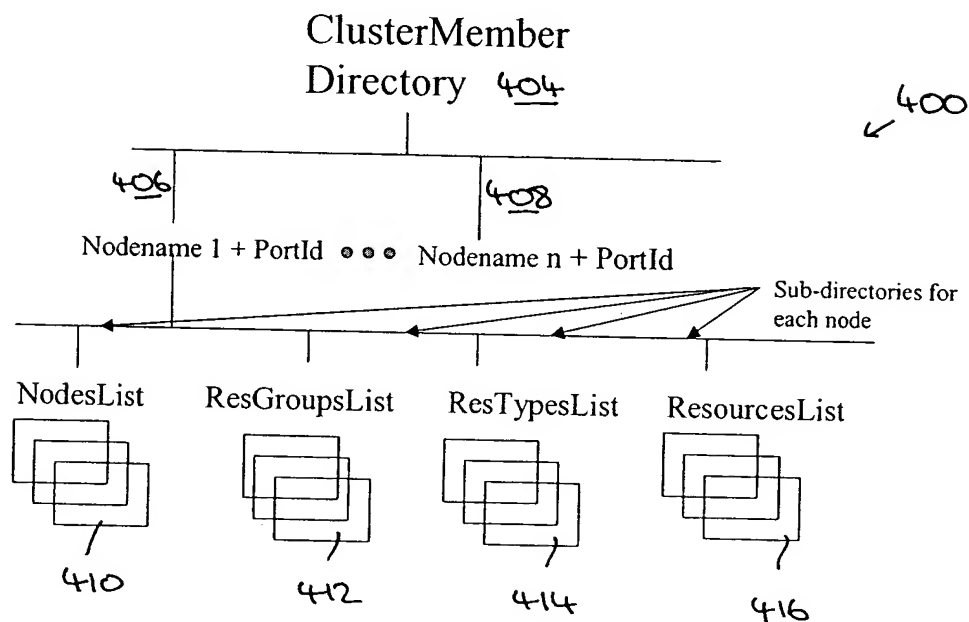 ClusterMember
Directory 404
400
406
408
Nodename 1 + PortId ••• Nodename n + PortId
Sub-directories for
each node
NodesList ResGroupsList ResTypesList ResourcesList
410 412 414 416